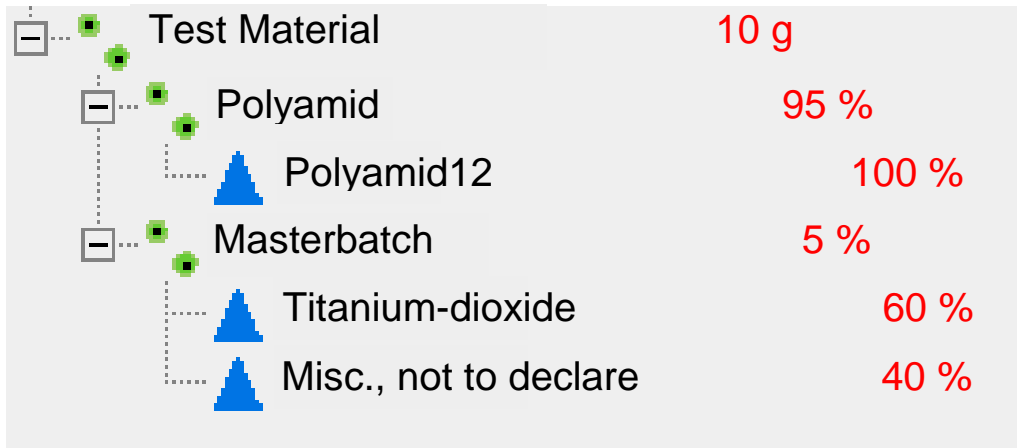 Test Material 10 g
Polyamid 95 %
Polyamid12 100 %
Masterbatch 5 %
Titanium-dioxide 60 %
Misc., not to declare 40 %